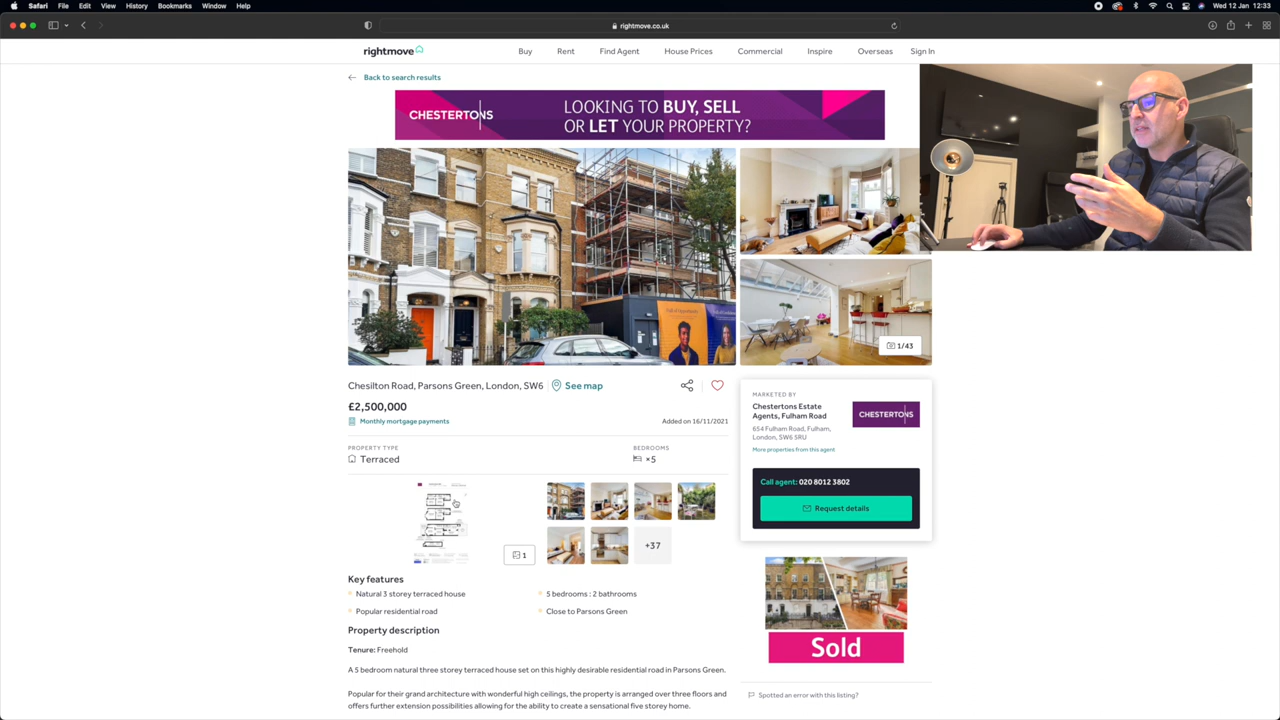 Safari File Edit View History Bookmarks Window Help
Wed 12 Jan 12:33
rightmove.co.uk
rightmove
Buy Rent Find Agent House Prices Commercial Inspire Overseas Sign In
Back to search results
CHESTERTONS
LOOKING TO BUY, SELL
OR LET YOUR PROPERTY?
1/43
Chesilton Road, Parsons Green, London, SW6
See map
£2,500,000
Monthly mortgage payments
Added on 16/11/2021
PROPERTY TYPE
Terraced
BEDROOMS
×5
1
+37
Key features
Natural 3 storey terraced house
5 bedrooms : 2 bathrooms
Popular residential road
Close to Parsons Green
Property description
Tenure: Freehold
A 5 bedroom natural three storey terraced house set on this highly desirable residential road in Parsons Green.
Popular for their grand architecture with wonderful high ceilings, the property is arranged over three floors and
offers further extension possibilities allowing for the ability to create a sensational five storey home.
MARKETED BY
Chestertons Estate
Agents, Fulham Road
654 Fulham Road, Fulham,
London, SW6 5RU
More properties from this agent
CHESTERTONS
Call agent: 020 8012 3802
Request details
Sold
Spotted an error with this listing?